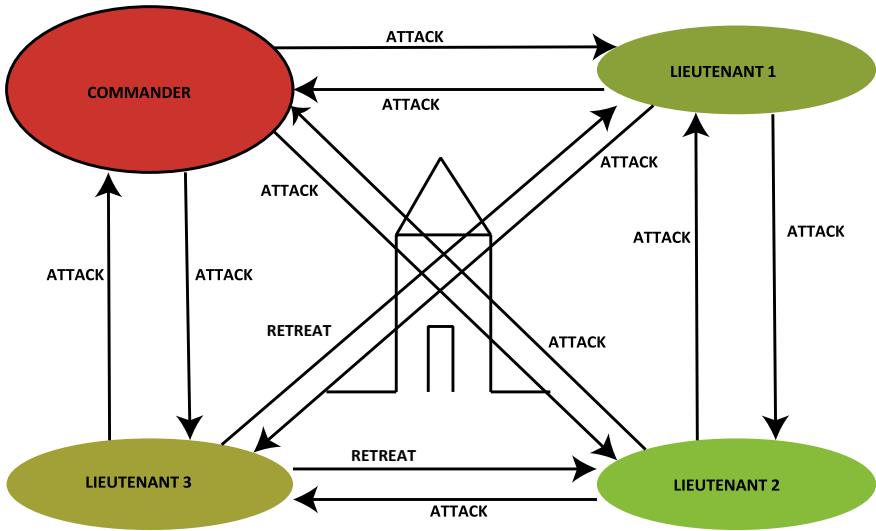 ATTACK
COMMANDER
LIEUTENANT 1
ATTACK
ATTACK
ATTACK
ATTACK
ATTACK
ATTACK
ATTACK
RETREAT
ATTACK
RETREAT
LIEUTENANT 3
LIEUTENANT 2
ATTACK